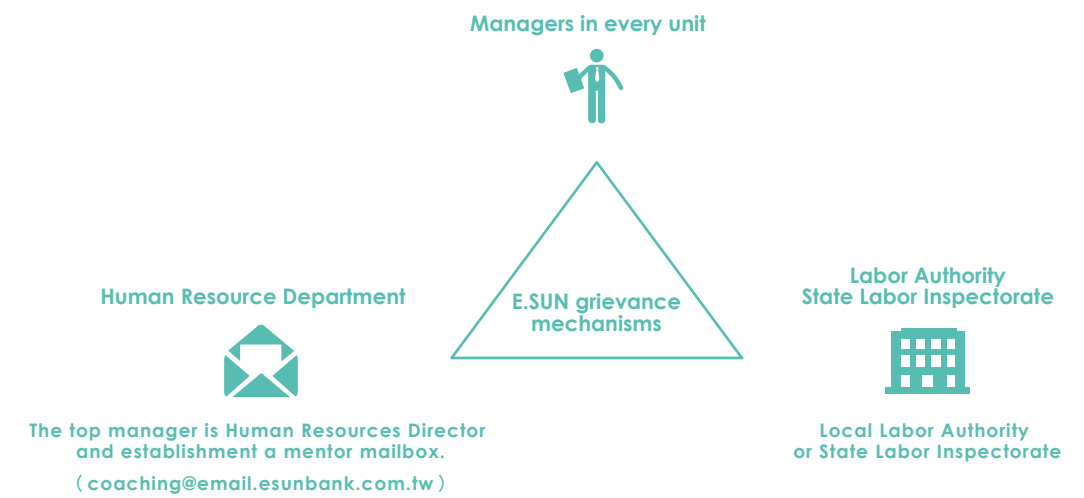 Managers in every unit
Human Resource Department
The top manager is Human Resources Director
and establishment a mentor mailbox.
（coaching@email.esunbank.com.tw）
E.SUN grievance
mechanisms
Labor Authority
State Labor Inspectorate
Local Labor Authority
or State Labor Inspectorate